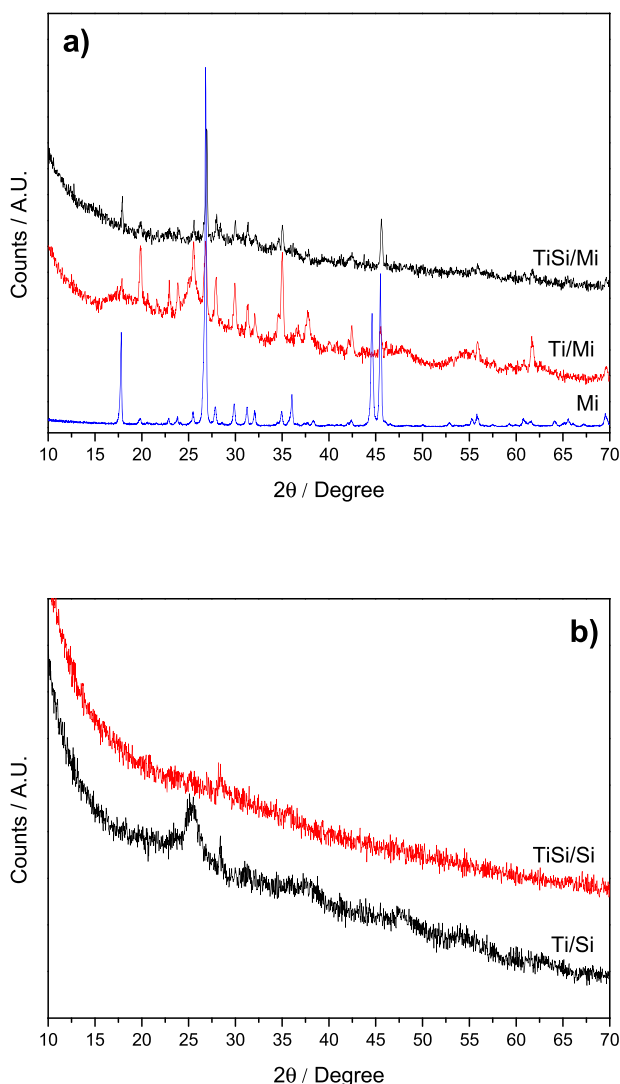 a)
Counts / A.U.
TiSi/Mi
Ti/Mi
Mi
10 15 20 25 30 35 40 45 50 55 60 65 70
2θ / Degree
b)
Counts / A.U.
TiSi/Si
Ti/Si
10 15 20 25 30 35 40 45 50 55 60 65 70
2θ / Degree